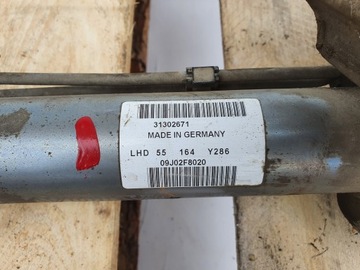 31302671
MADE IN GERMANY
LHD 55 164 Y286
09J02F8020